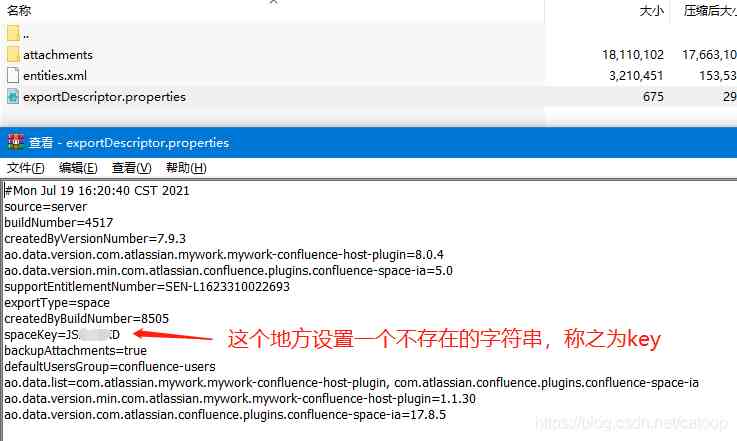 名称 大小 压缩后大
..
attachments 18,110,102 17,663,10
entities.xml 3,210,451 153,53
exportDescriptor.properties 675 29
查看 - exportDescriptor.properties
文件(F) 编辑(E) 查看(V) 帮助(H)
#Mon Jul 19 16:20:40 CST 2021
source=server
buildNumber=4517
createdByVersionNumber=7.9.3
ao.data.version.com.atlassian.mywork.mywork-confluence-host-plugin=8.0.4
ao.data.version.min.com.atlassian.confluence.plugins.confluence-space-ia=5.0
supportEntitlementNumber=SEN-L1623310022693
exportType=space
createdByBuildNumber=8505
spaceKey=JS
这个地方设置一个不存在的字符串，称之为key
backupAttachments=true
defaultUsersGroup=confluence-users
ao.data.list=com.atlassian.mywork.mywork-confluence-host-plugin, com.atlassian.confluence.plugins.confluence-space-ia
ao.data.version.min.com.atlassian.mywork.mywork-confluence-host-plugin=1.1.30
ao.data.version.com.atlassian.confluence.plugins.confluence-space-ia=17.8.5
https://blog.csdn.net/catoop